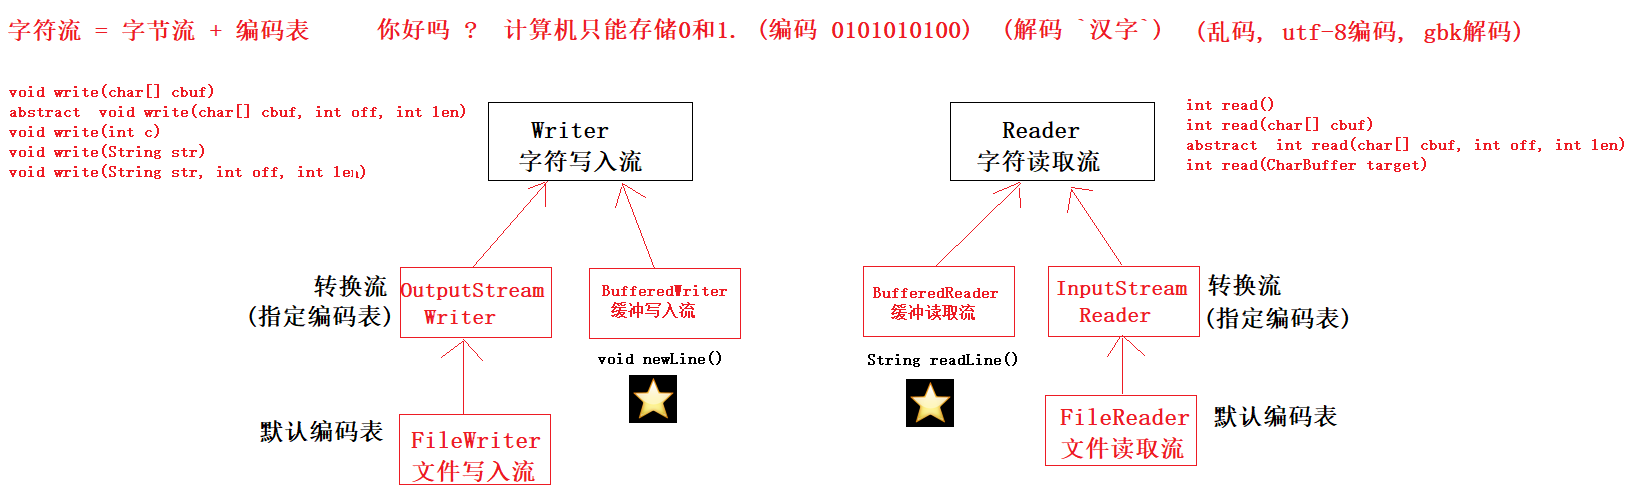 字符流 = 字节流 + 编码表 你好吗 ? 计算机只能存储0和1. (编码 0101010100) (解码 `汉字`) (乱码, utf-8编码, gbk解码)
void write(char[] cbuf)
abstract void write(char[] cbuf, int off, int len)
void write(int c)
void write(String str)
void write(String str, int off, int len)
Writer
字符写入流
Reader
字符读取流
int read()
int read(char[] cbuf)
abstract int read(char[] cbuf, int off, int len)
int read(CharBuffer target)
转换流
(指定编码表)
OutputStream
Writer
BufferedWriter
缓冲写入流
void newLine()
BufferedReader
缓冲读取流
String readLine()
InputStream
Reader
转换流
(指定编码表)
默认编码表
FileWriter
文件写入流
FileReader
文件读取流
默认编码表